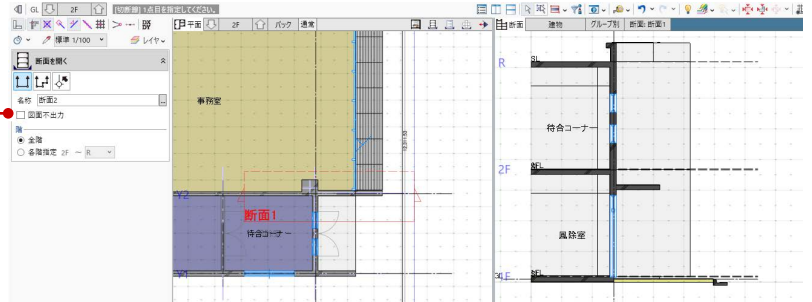 GL 2F [切断線] 1点目を指定してください。
標準 1/100 レイヤ
断面を開く
名称 断面2 ...
図面不出力
階
全階
各階指定 2F ～ R
平面 2F バック 通常
事務室
Y2
断面1
待合コーナー
Y1
断面 建物 グループ別 断面: 断面1
R
待合コーナー
2F
風除室
1F